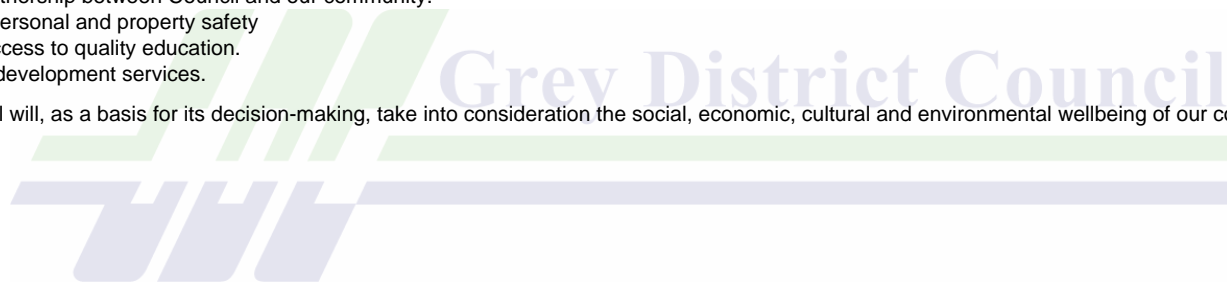 nership between Council and our community.
ersonal and property safety
ccess to quality education.
development services.
Grey District Council
l will, as a basis for its decision-making, take into consideration the social, economic, cultural and environmental wellbeing of our co